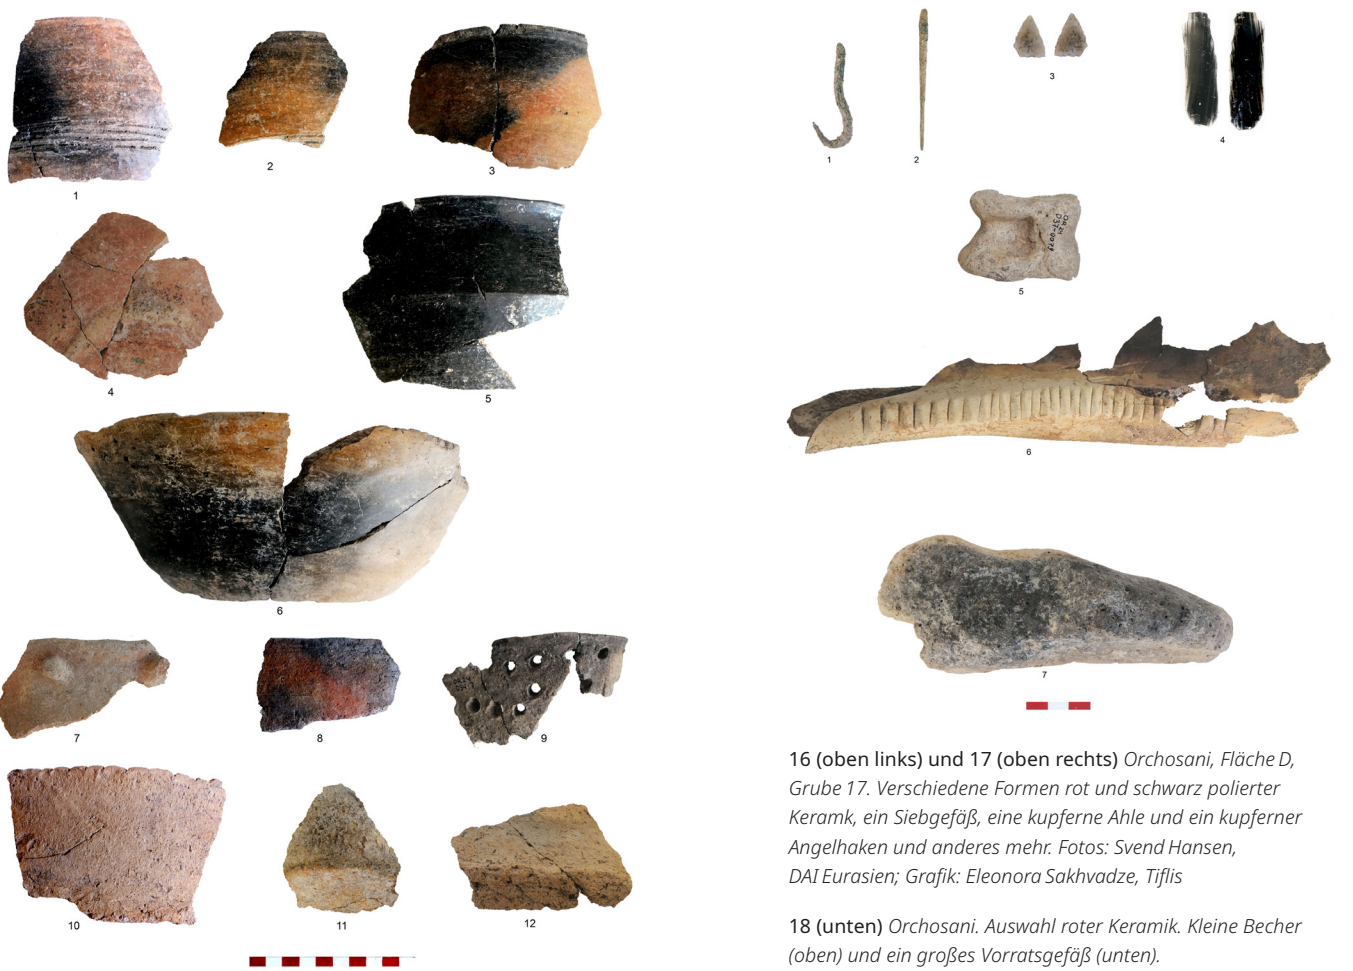 1
2
3
4
5
6
7
8
9
10
11
12
1
2
3
4
5
6
7
16 (oben links) und 17 (oben rechts) Orchosani, Fläche D,
Grube 17. Verschiedene Formen rot und schwarz polierter
Keramk, ein Siebgefäß, eine kupferne Ahle und ein kupferner
Angelhaken und anderes mehr. Fotos: Svend Hansen,
DAI Eurasien; Grafik: Eleonora Sakhvadze, Tiflis
18 (unten) Orchosani. Auswahl roter Keramik. Kleine Becher
(oben) und ein großes Vorratsgefäß (unten).